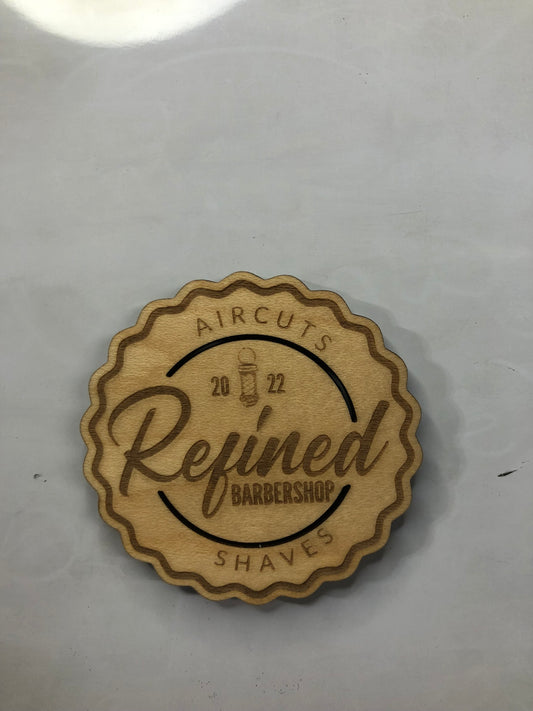 AIRCUTS
20 22
Refined
BARBERSHOP
SHAVES